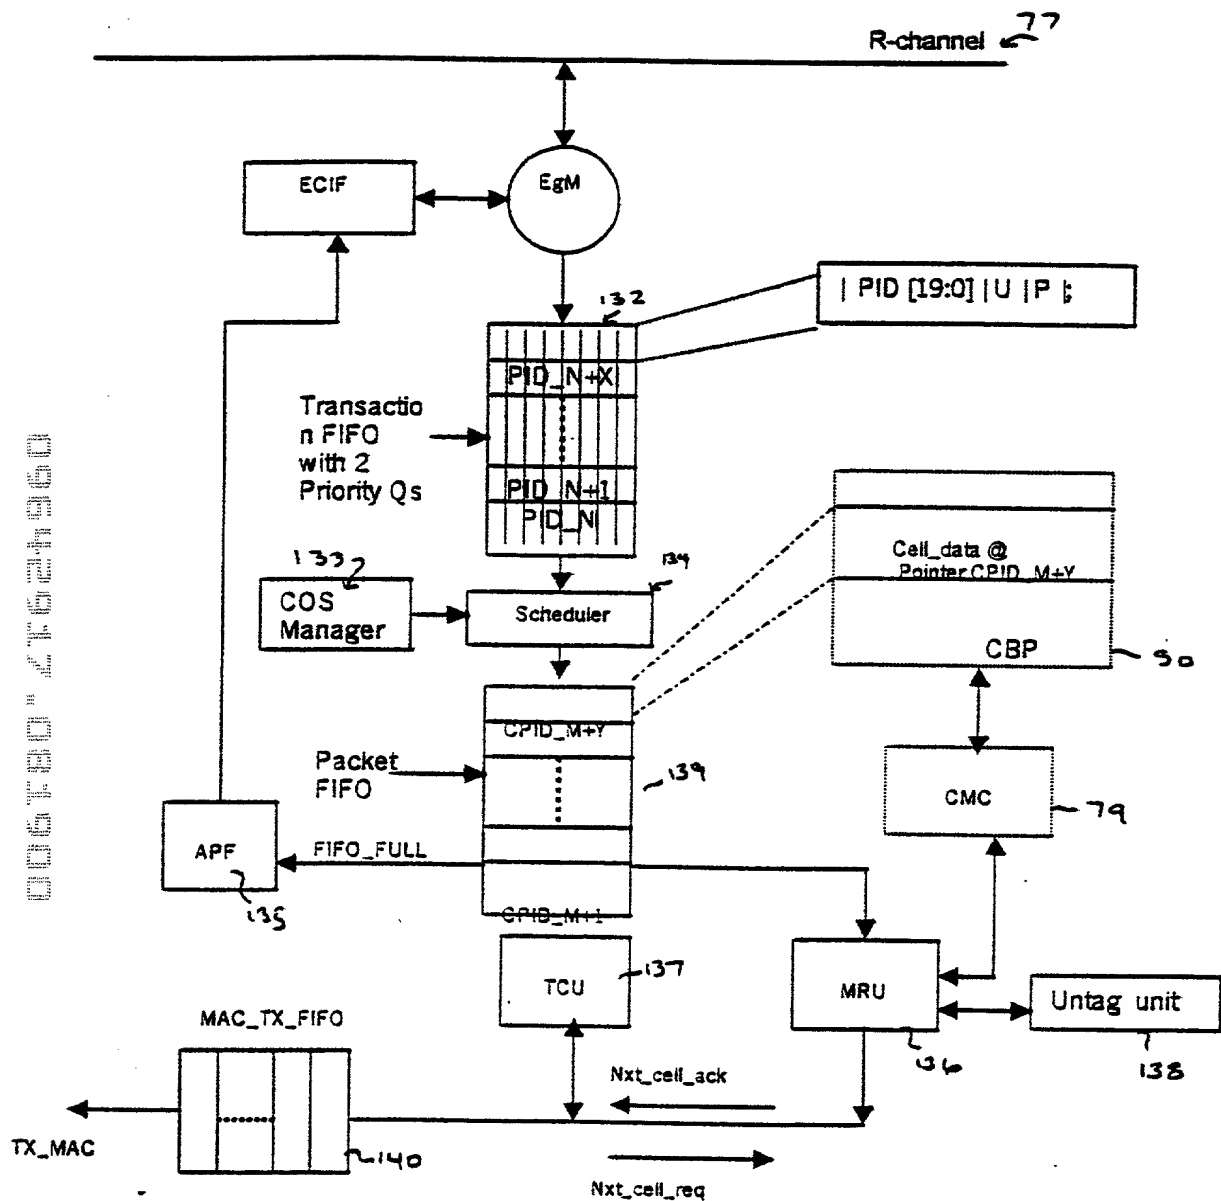 77
R-channel
ECIF
EgM
| PID [19:0] | U | P |;
132
PID_N+X
Transactio
n FIFO
with 2
Priority Qs
PID_N+1
PID_N
133
134
COS
Manager
Scheduler
Cell_data @
Pointer CPID_M+Y
CBP
50
CPID_M+Y
Packet
FIFO
139
CMC
79
APF
FIFO_FULL
135
CPID_M+1
TCU
137
MRU
Untag unit
136
138
MAC_TX_FIFO
Nxt_cell_ack
TX_MAC
140
Nxt_cell_req